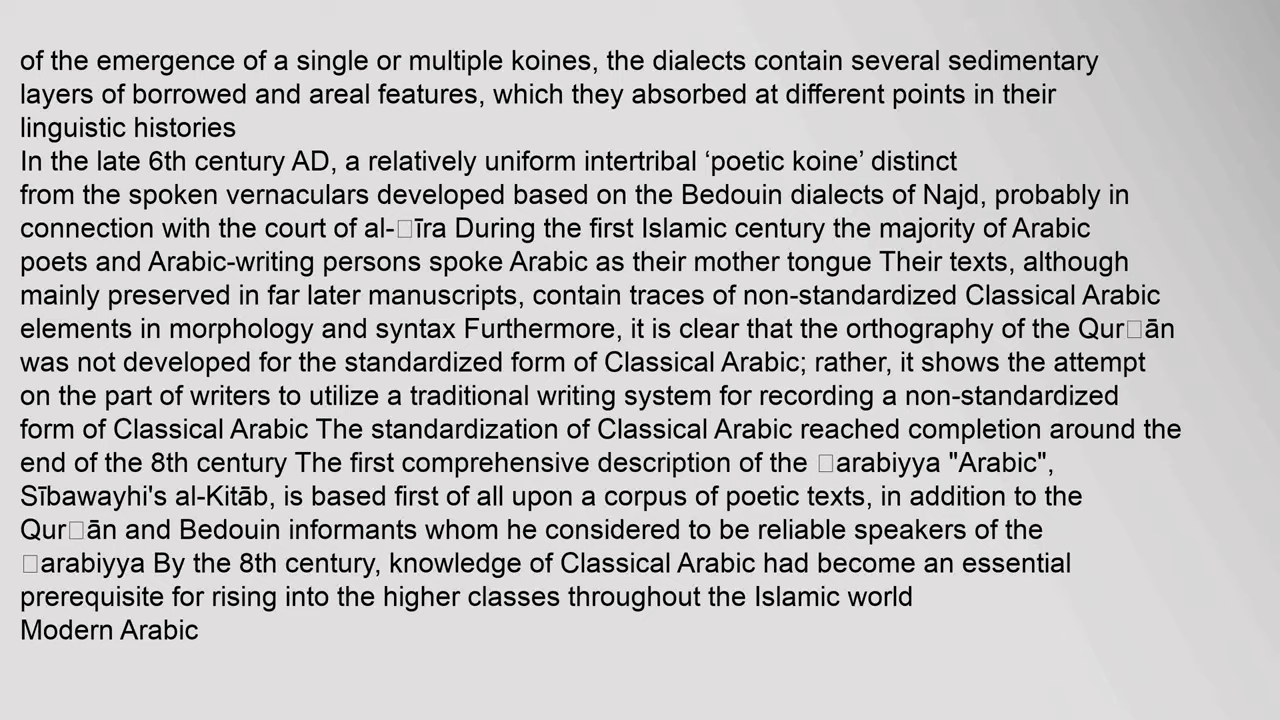 of the emergence of a single or multiple koines, the dialects contain several sedimentary
layers of borrowed and areal features, which they absorbed at different points in their
linguistic histories
In the late 6th century AD, a relatively uniform intertribal ‘poetic koine’ distinct
from the spoken vernaculars developed based on the Bedouin dialects of Najd, probably in
connection with the court of al-□īra During the first Islamic century the majority of Arabic
poets and Arabic-writing persons spoke Arabic as their mother tongue Their texts, although
mainly preserved in far later manuscripts, contain traces of non-standardized Classical Arabic
elements in morphology and syntax Furthermore, it is clear that the orthography of the Qur□ān
was not developed for the standardized form of Classical Arabic; rather, it shows the attempt
on the part of writers to utilize a traditional writing system for recording a non-standardized
form of Classical Arabic The standardization of Classical Arabic reached completion around the
end of the 8th century The first comprehensive description of the □arabiyya "Arabic",
Sībawayhi's al-Kitāb, is based first of all upon a corpus of poetic texts, in addition to the
Qur□ān and Bedouin informants whom he considered to be reliable speakers of the
□arabiyya By the 8th century, knowledge of Classical Arabic had become an essential
prerequisite for rising into the higher classes throughout the Islamic world
Modern Arabic